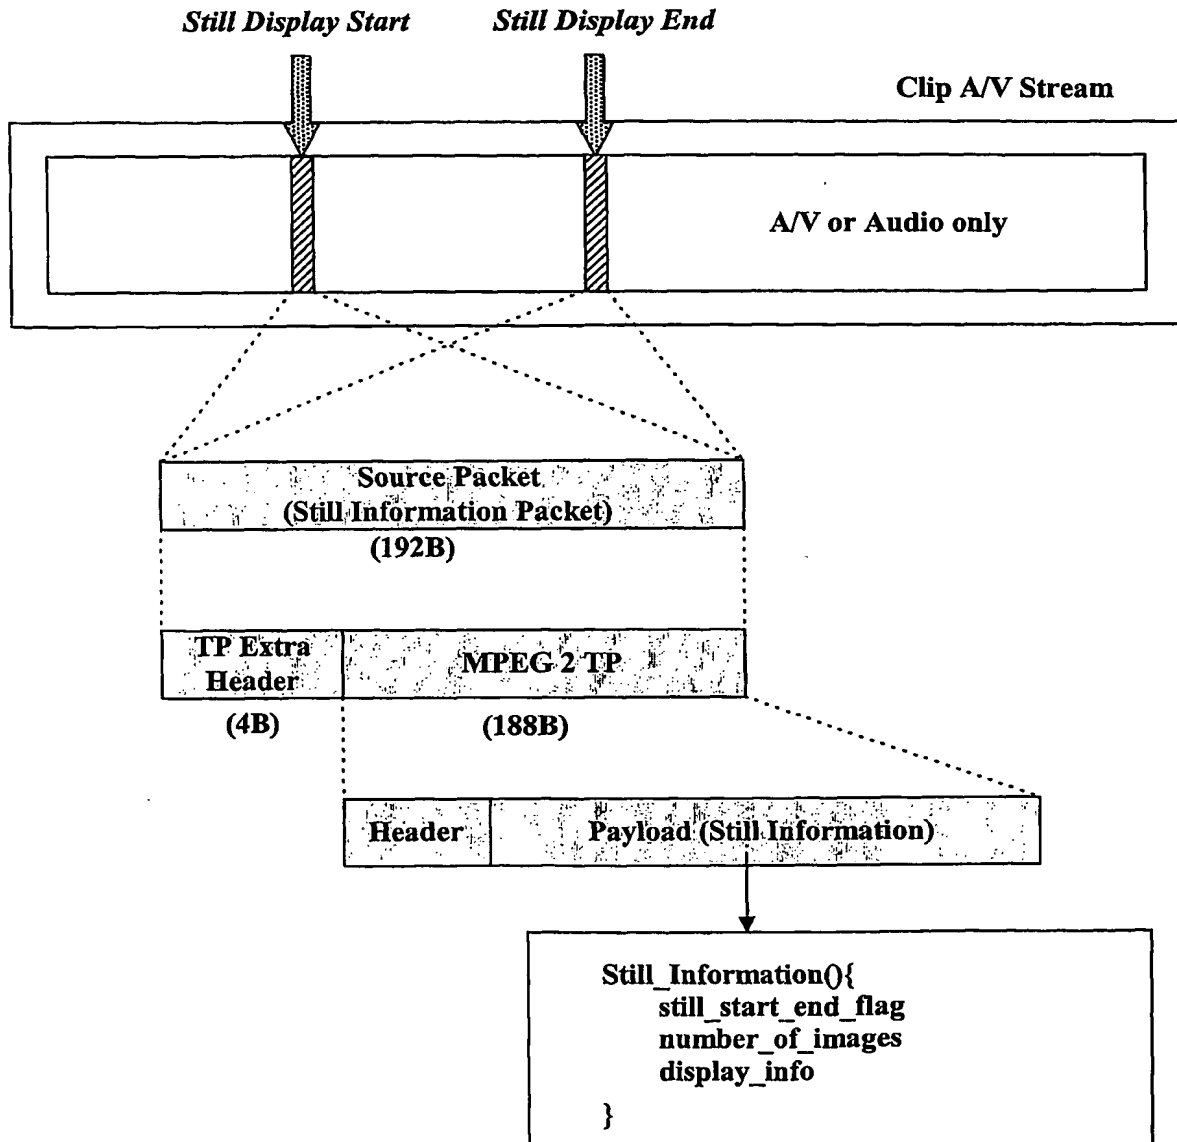 Still Display Start
Still Display End
Clip A/V Stream
A/V or Audio only
Source Packet
(Still Information Packet)
(192B)
TP Extra
Header
MPEG 2 TP
(4B)
(188B)
Header
Payload (Still Information)
Still_Information(){
still_start_end_flag
number_of_images
display_info
}